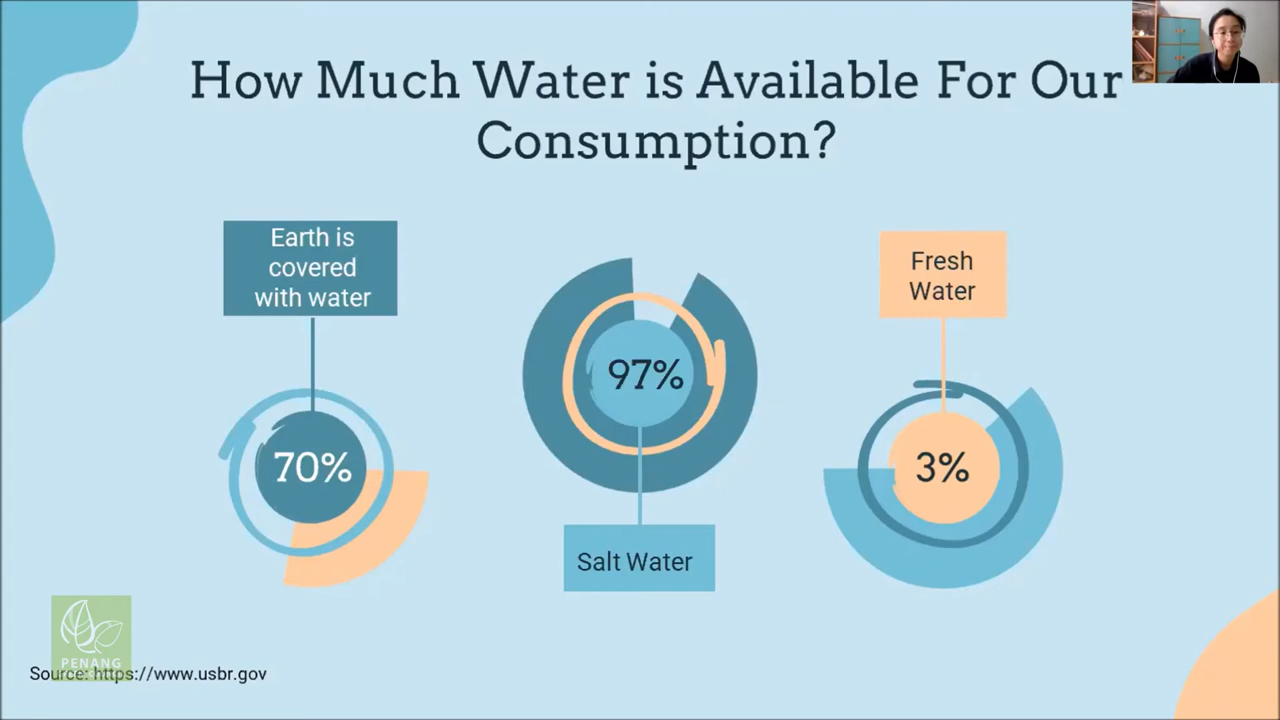 How Much Water is Available For Our
Consumption?
Earth is
covered
with water
70%
97%
Salt Water
Fresh
Water
3%
PENANG
Source: https://www.usbr.gov